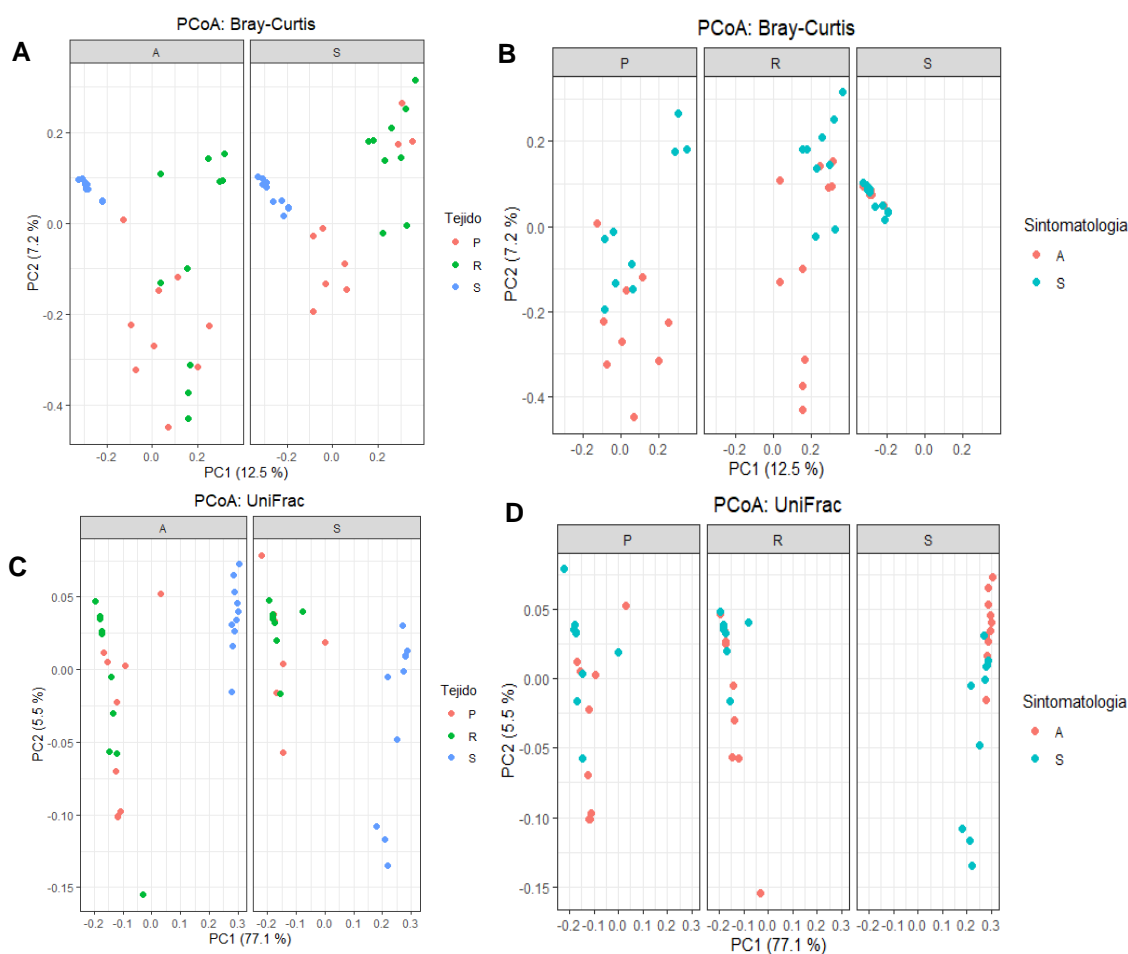 A
PCoA: Bray-Curtis
A S
0.2
0.0
-0.2
-0.4
PC2 (7.2 %)
-0.2 0.0 0.2 -0.2 0.0 0.2
PC1 (12.5 %)
Tejido
P
R
S
B
PCoA: Bray-Curtis
P R S
0.2
0.0
-0.2
-0.4
PC2 (7.2 %)
-0.2 0.0 0.2 -0.2 0.0 0.2 -0.2 0.0 0.2
PC1 (12.5 %)
Sintomatologia
A
S
C
PCoA: UniFrac
A S
0.05
0.00
-0.05
-0.10
-0.15
PC2 (5.5 %)
-0.2 -0.1 0.0 0.1 0.2 0.3 -0.2 -0.1 0.0 0.1 0.2 0.3
PC1 (77.1 %)
Tejido
P
R
S
D
PCoA: UniFrac
P R S
0.05
0.00
-0.05
-0.10
-0.15
PC2 (5.5 %)
-0.2 -0.1 0.0 0.1 0.2 0.3 -0.2 -0.1 0.0 0.1 0.2 0.3 -0.2 -0.1 0.0 0.1 0.2 0.3
PC1 (77.1 %)
Sintomatologia
A
S